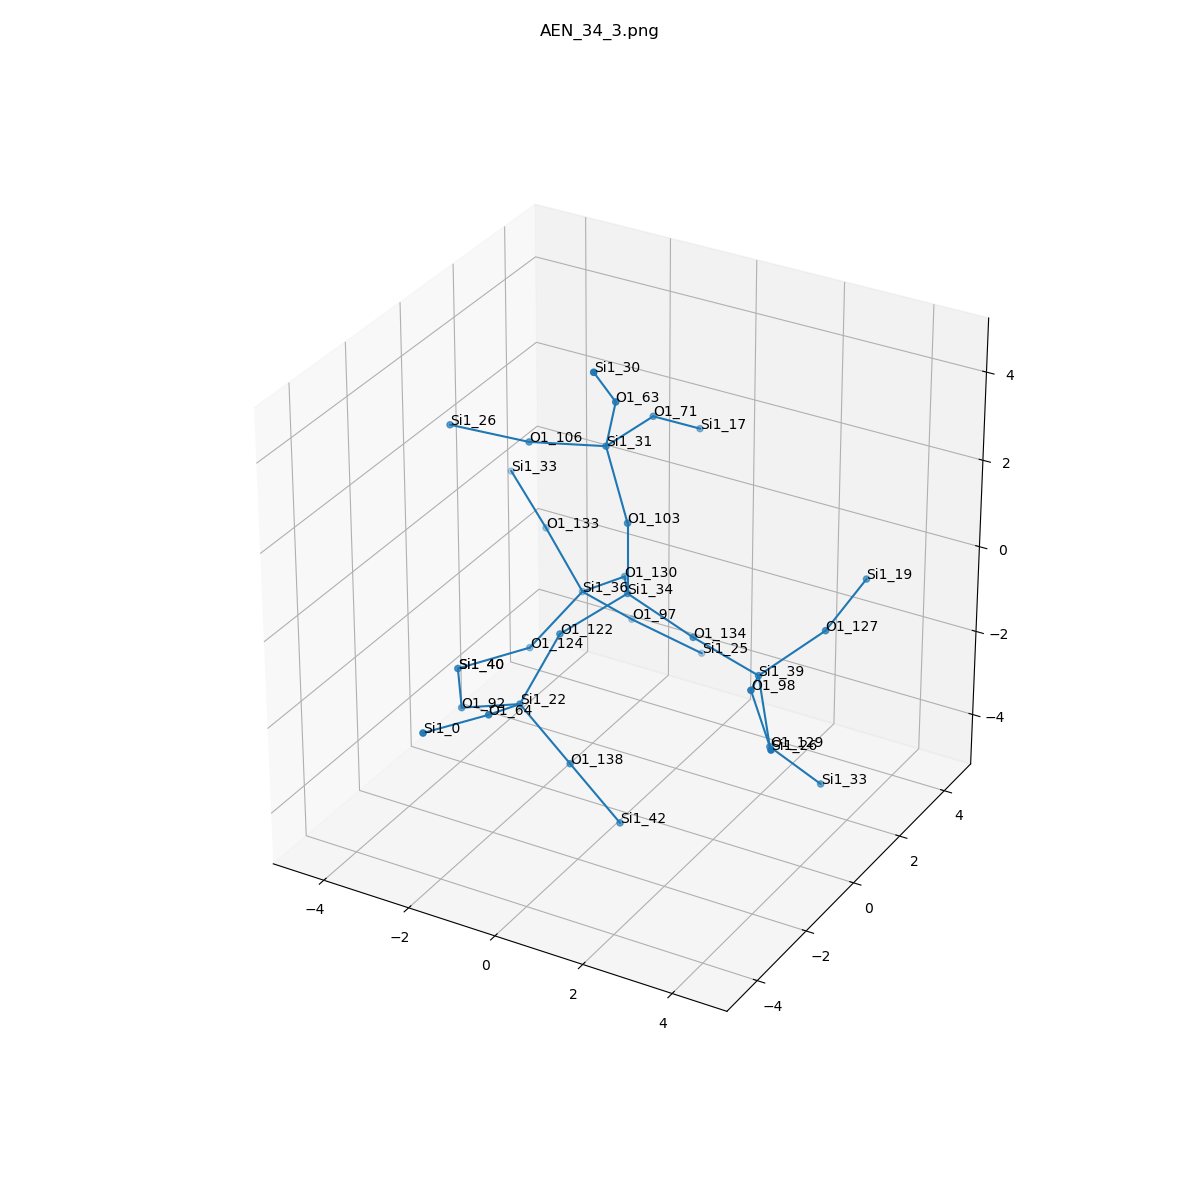 AEN_34_3.png
Si1_30
O1_63
O1_71
Si1_17
Si1_26
O1_106
Si1_31
Si1_33
O1_133
O1_103
O1_130
Si1_36
Si1_34
Si1_19
O1_97
O1_127
O1_122
O1_134
O1_124
Si1_25
Si1_40
Si1_39
O1_98
O1_92
Si1_22
O1_64
Si1_0
O1_129
Si1_26
O1_138
Si1_33
Si1_42
4
2
0
−2
−4
4
2
0
−2
−4
−4
−2
0
2
4